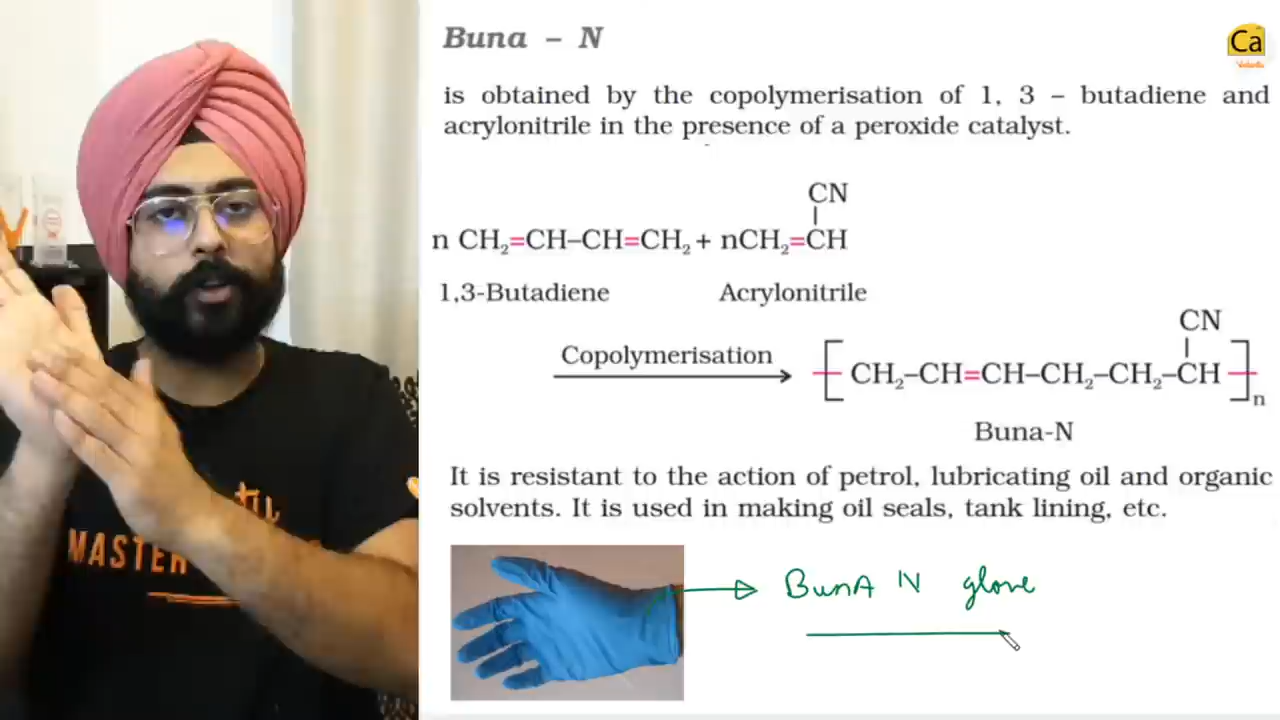 Buna – N
Ca
Vedantu
is obtained by the copolymerisation of 1, 3 – butadiene and
acrylonitrile in the presence of a peroxide catalyst.
CN
n CH₂=CH–CH=CH₂ + nCH₂=CH
1,3-Butadiene Acrylonitrile
CN
Copolymerisation
CH₂–CH=CH–CH₂–CH₂–CH
n
Buna-N
It is resistant to the action of petrol, lubricating oil and organic
solvents. It is used in making oil seals, tank lining, etc.
BunA N glove
MASTER